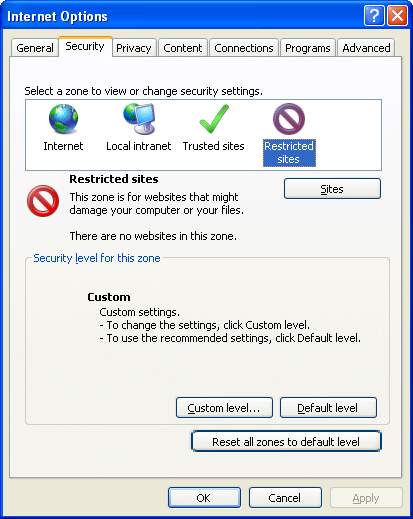 Internet Options
General Security Privacy Content Connections Programs Advanced
Select a zone to view or change security settings.
Internet Local intranet Trusted sites Restricted
sites
Restricted sites
Sites
This zone is for websites that might
damage your computer or your files.
There are no websites in this zone.
Security level for this zone
Custom
Custom settings.
- To change the settings, click Custom level.
- To use the recommended settings, click Default level.
Custom level... Default level
Reset all zones to default level
OK Cancel Apply